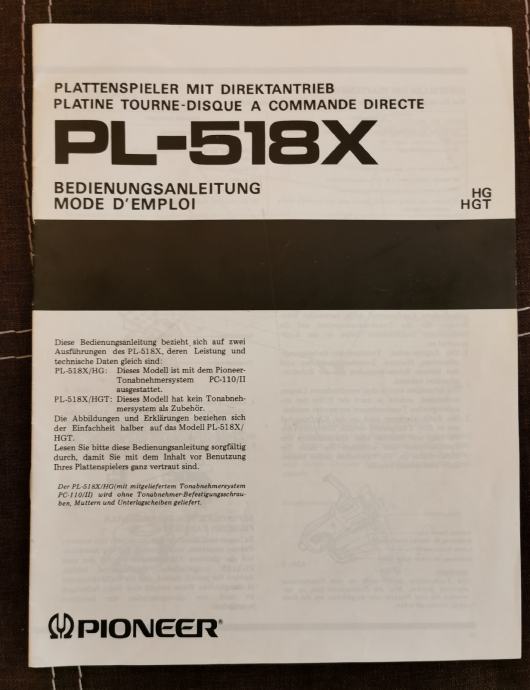 PLATTENSPIELER MIT DIREKTANTRIEB
PLATINE TOURNE-DISQUE A COMMANDE DIRECTE
PL-518X
BEDIENUNGSANLEITUNG
MODE D'EMPLOI
HG
HGT
Diese Bedienungsanleitung bezieht sich auf zwei
Ausführungen des PL-518X, deren Leistung und
technische Daten gleich sind:
PL-518X/HG: Dieses Modell ist mit dem Pioneer-
Tonabnehmersystem PC-110/II
ausgestattet.
PL-518X/HGT: Dieses Modell hat kein Tonabneh-
mersystem als Zubehör.
Die Abbildungen und Erklärungen beziehen sich
der Einfachheit halber auf das Modell PL-518X/
HGT.
Lesen Sie bitte diese Bedienungsanleitung sorgfältig
durch, damit Sie mit dem Inhalt vor Benutzung
Ihres Plattenspielers ganz vertraut sind.
Der PL-518X/HG(mit mitgeliefertem Tonabnehmersystem
PC-110/II) wird ohne Tonabnehmer-Befestigungsschrau-
ben, Muttern und Unterlagscheiben geliefert.
PIONEER®